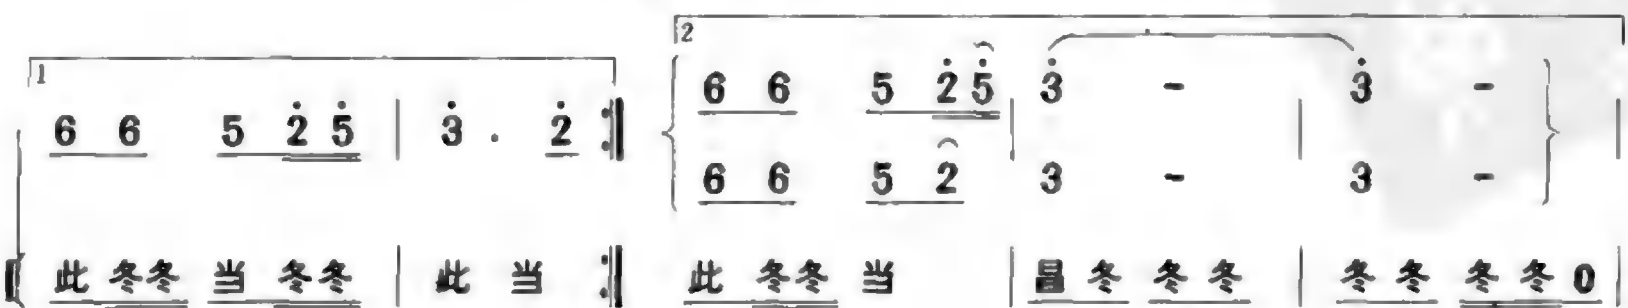 1
2
6 6 5 2̇ 5̇ | 3̇ . 2̇ :‖ 6 6 5 2̇ 5̇ | 3̇ - | 3̇ - |
6 6 5 2 3 - 3 -
此 冬冬 当 冬冬 | 此 当 :‖ 此 冬冬 当 | 昌 冬 冬 冬 | 冬 冬 冬 冬 0 |